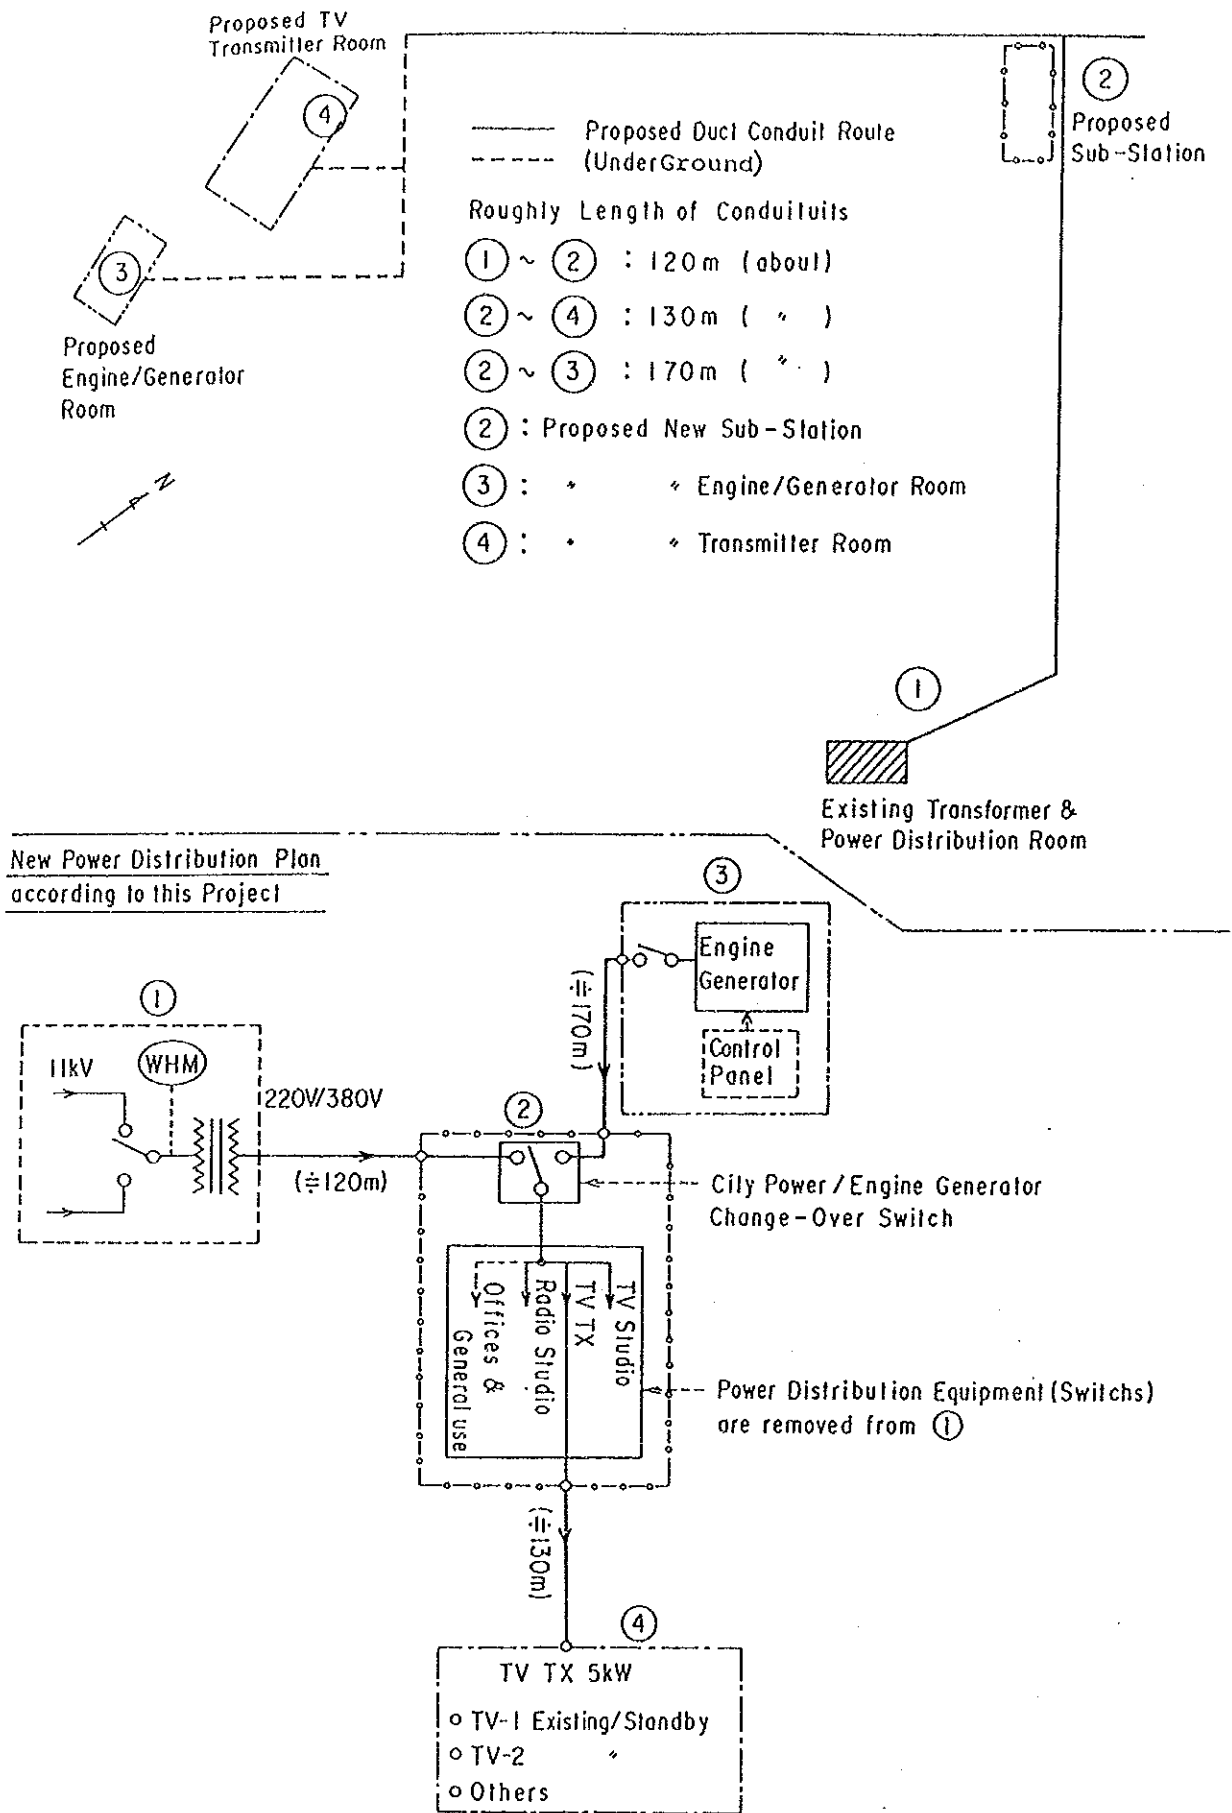 Proposed TV
Transmitter Room
④
③
Proposed
Engine/Generator
Room
N
②
Proposed
Sub-Station
Proposed Duct Conduit Route
(UnderGround)
Roughly Length of Conduituits
① ~ ② : 120m (about)
② ~ ④ : 130m ( 〃 )
② ~ ③ : 170m ( 〃 )
② : Proposed New Sub-Station
③ : 〃 〃 Engine/Generator Room
④ : 〃 〃 Transmitter Room
①
Existing Transformer &
Power Distribution Room
New Power Distribution Plan
according to this Project
③
Engine
Generator
Control
Panel
(≑170m)
①
11kV
WHM
220V/380V
(≑120m)
②
City Power/Engine Generator
Change-Over Switch
TV Studio
TV TX
Radio Studio
Offices &
General use
Power Distribution Equipment(Switchs)
are removed from ①
(≑130m)
④
TV TX 5kW
○ TV-1 Existing/Standby
○ TV-2 〃
○ Others